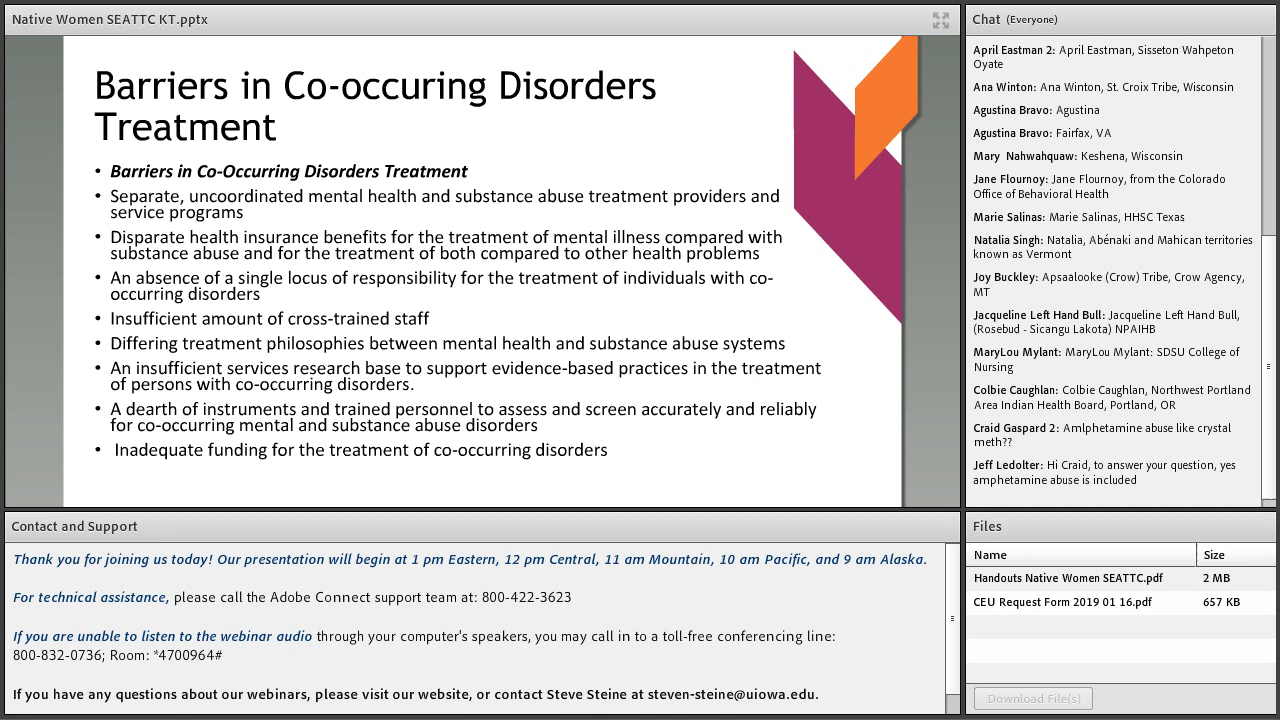 Native Women SEATTC KT.pptx
Barriers in Co-occuring Disorders
Treatment
• Barriers in Co-Occurring Disorders Treatment
• Separate, uncoordinated mental health and substance abuse treatment providers and
service programs
• Disparate health insurance benefits for the treatment of mental illness compared with
substance abuse and for the treatment of both compared to other health problems
• An absence of a single locus of responsibility for the treatment of individuals with co-
occurring disorders
• Insufficient amount of cross-trained staff
• Differing treatment philosophies between mental health and substance abuse systems
• An insufficient services research base to support evidence-based practices in the treatment
of persons with co-occurring disorders.
• A dearth of instruments and trained personnel to assess and screen accurately and reliably
for co-occurring mental and substance abuse disorders
• Inadequate funding for the treatment of co-occurring disorders
Chat (Everyone)
April Eastman 2: April Eastman, Sisseton Wahpeton
Oyate
Ana Winton: Ana Winton, St. Croix Tribe, Wisconsin
Agustina Bravo: Agustina
Agustina Bravo: Fairfax, VA
Mary Nahwahquaw: Keshena, Wisconsin
Jane Flournoy: Jane Flournoy, from the Colorado
Office of Behavioral Health
Marie Salinas: Marie Salinas, HHSC Texas
Natalia Singh: Natalia, Abénaki and Mahican territories
known as Vermont
Joy Buckley: Apsaalooke (Crow) Tribe, Crow Agency,
MT
Jacqueline Left Hand Bull: Jacqueline Left Hand Bull,
(Rosebud - Sicangu Lakota) NPAIHB
MaryLou Mylant: MaryLou Mylant: SDSU College of
Nursing
Colbie Caughlan: Colbie Caughlan, Northwest Portland
Area Indian Health Board, Portland, OR
Craid Gaspard 2: Amlphetamine abuse like crystal
meth??
Jeff Ledolter: Hi Craid, to answer your question, yes
amphetamine abuse is included
Contact and Support
Thank you for joining us today! Our presentation will begin at 1 pm Eastern, 12 pm Central, 11 am Mountain, 10 am Pacific, and 9 am Alaska.
For technical assistance, please call the Adobe Connect support team at: 800-422-3623
If you are unable to listen to the webinar audio through your computer's speakers, you may call in to a toll-free conferencing line:
800-832-0736; Room: *4700964#
If you have any questions about our webinars, please visit our website, or contact Steve Steine at steven-steine@uiowa.edu.
Files
Name Size
Handouts Native Women SEATTC.pdf 2 MB
CEU Request Form 2019 01 16.pdf 657 KB
Download File(s)